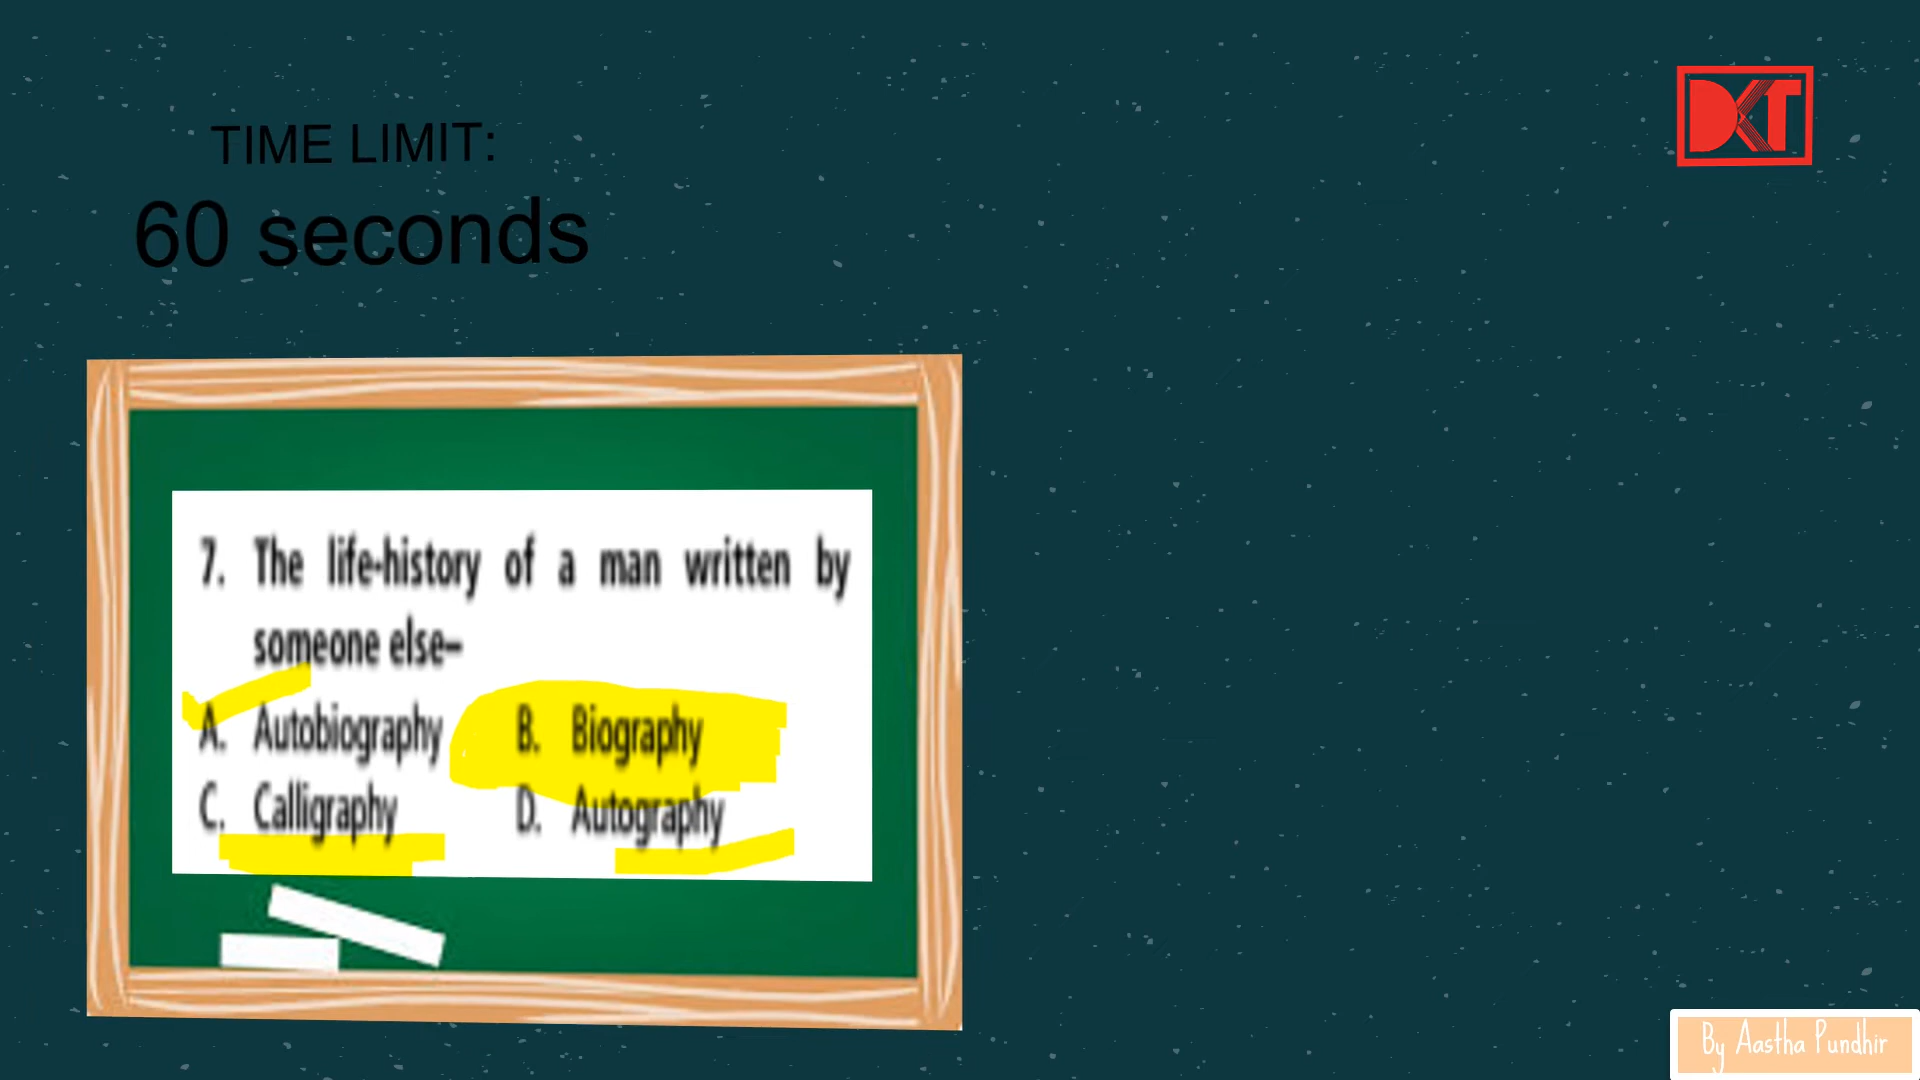 TIME LIMIT:
60 seconds
DKT
7. The life-history of a man written by
someone else–
A. Autobiography B. Biography
C. Calligraphy D. Autography
By Aastha Pundhir